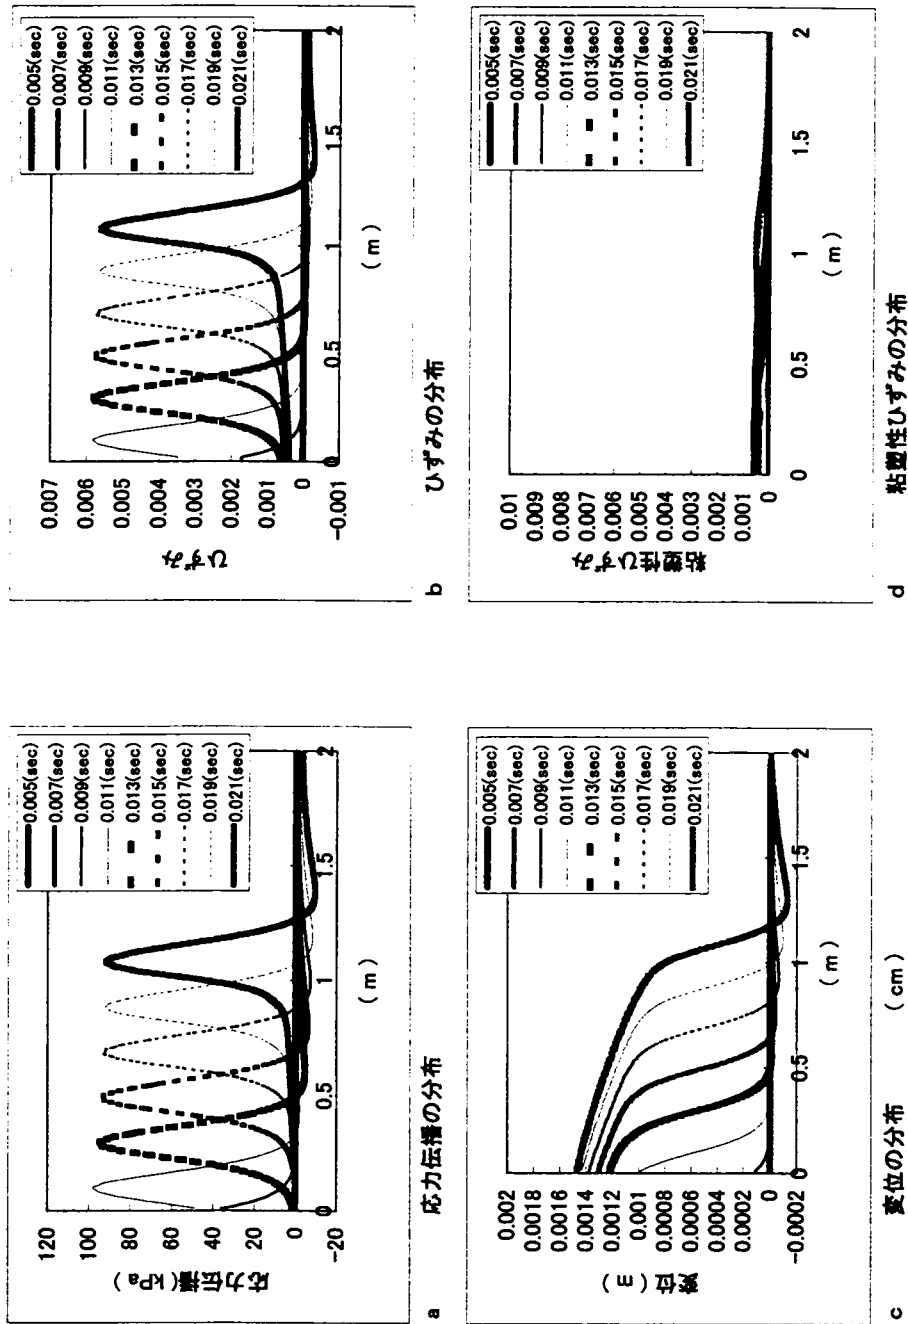 120
100
80
60
40
20
0
-20
応力伝播(kPa)
0
0.5
1
1.5
2
(m)
0.005(sec)
0.007(sec)
0.009(sec)
0.011(sec)
0.013(sec)
0.015(sec)
0.017(sec)
0.019(sec)
0.021(sec)
a 応力伝播の分布
0.007
0.006
0.005
0.004
0.003
0.002
0.001
0
-0.001
ひずみ
0
0.5
1
1.5
2
(m)
0.005(sec)
0.007(sec)
0.009(sec)
0.011(sec)
0.013(sec)
0.015(sec)
0.017(sec)
0.019(sec)
0.021(sec)
b ひずみの分布
0.002
0.0018
0.0016
0.0014
0.0012
0.001
0.0008
0.0006
0.0004
0.0002
0
-0.0002
変位(m)
0
0.5
1
1.5
2
(m)
0.005(sec)
0.007(sec)
0.009(sec)
0.011(sec)
0.013(sec)
0.015(sec)
0.017(sec)
0.019(sec)
0.021(sec)
c 変位の分布 (cm)
0.01
0.009
0.008
0.007
0.006
0.005
0.004
0.003
0.002
0.001
0
粘塑性ひずみ
0
0.5
1
1.5
2
(m)
0.005(sec)
0.007(sec)
0.009(sec)
0.011(sec)
0.013(sec)
0.015(sec)
0.017(sec)
0.019(sec)
0.021(sec)
d 粘塑性ひずみの分布